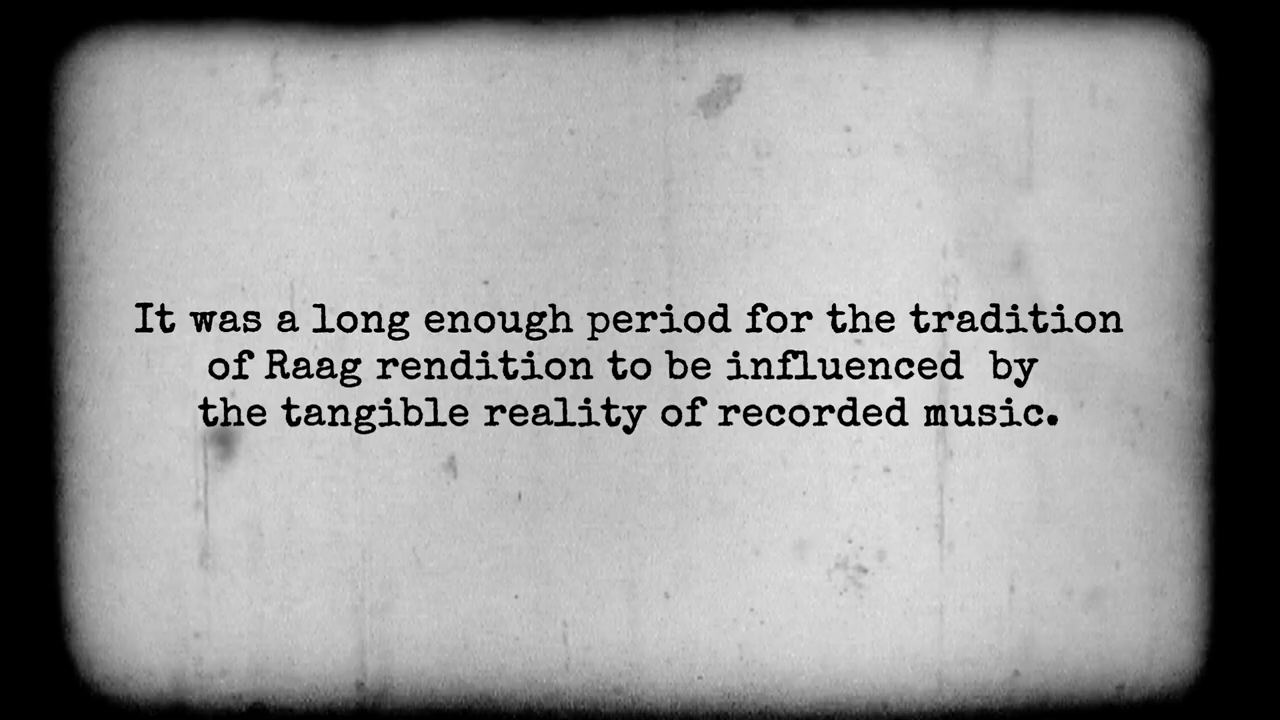 It was a long enough period for the tradition
of Raag rendition to be influenced  by
the tangible reality of recorded music.